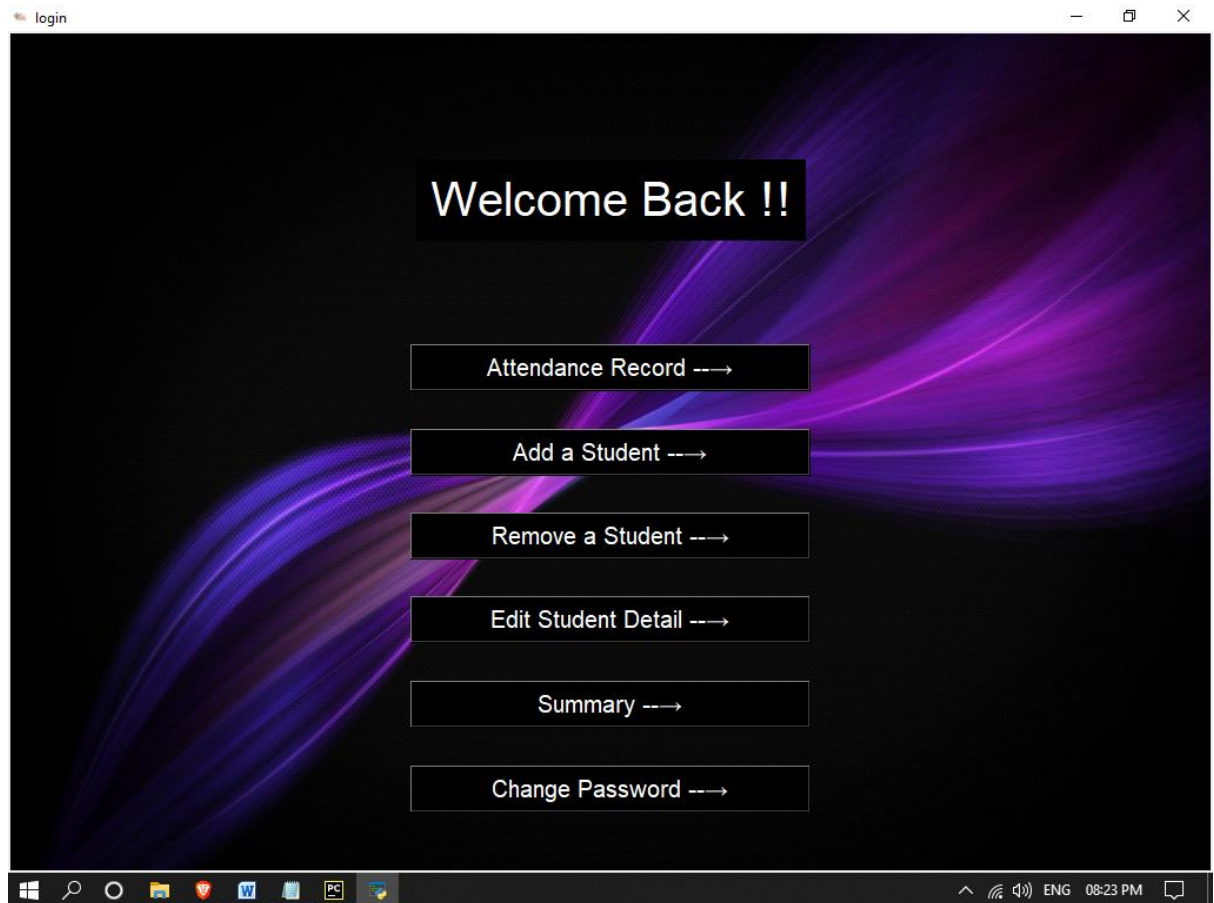 login
Welcome Back !!
Attendance Record --→
Add a Student --→
Remove a Student --→
Edit Student Detail --→
Summary --→
Change Password --→
W PC ENG 08:23 PM